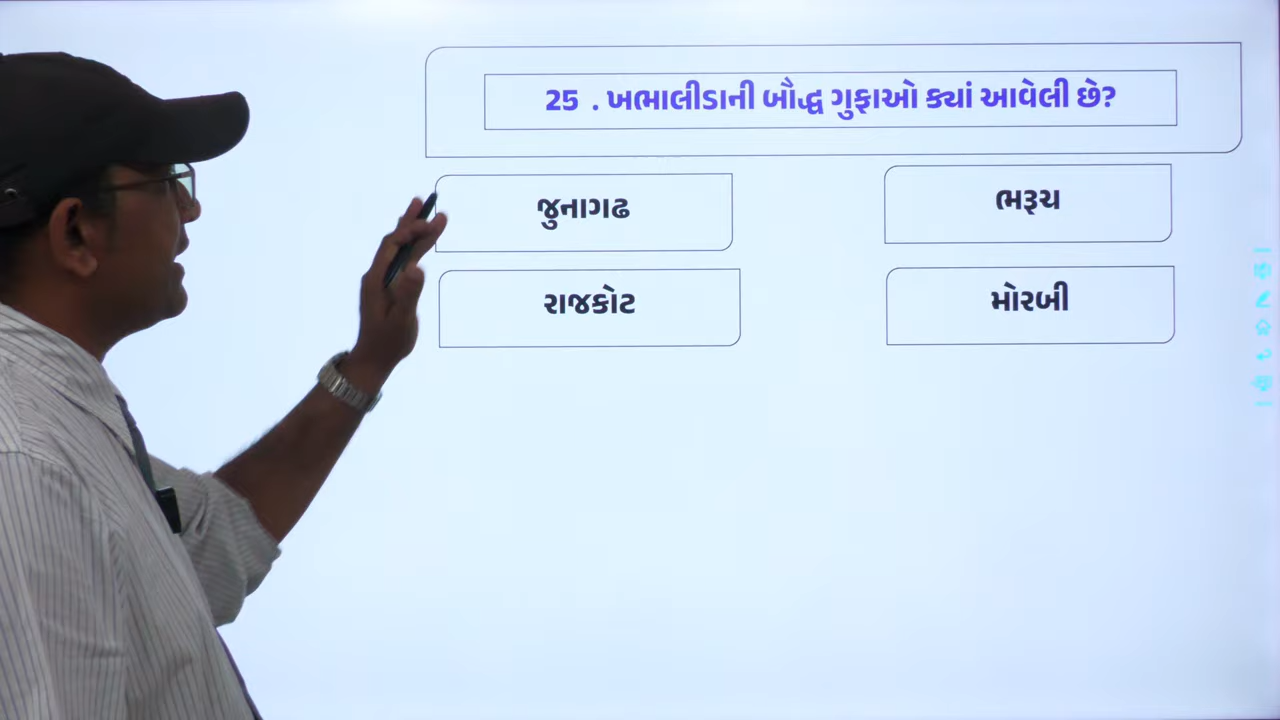 25 . ખભાલીડાની બૌદ્ધ ગુફાઓ ક્યાં આવેલી છે?
જુનાગઢ
ભરૂચ
રાજકોટ
મોરબી